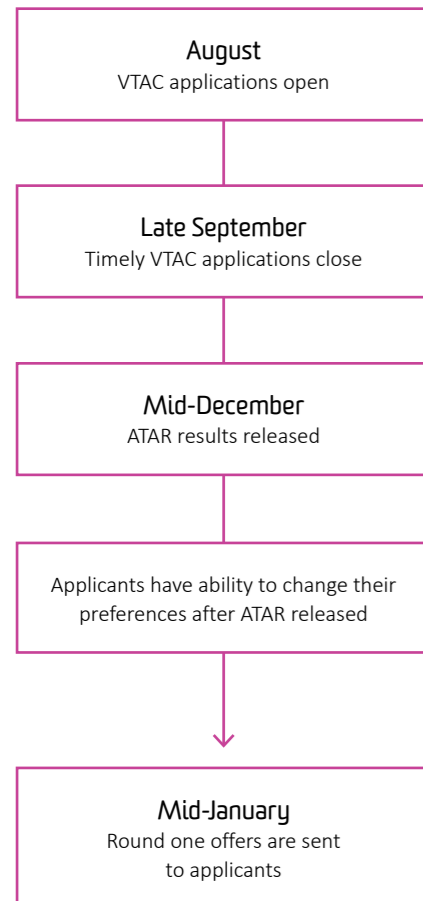 August
VTAC applications open
Late September
Timely VTAC applications close
Mid-December
ATAR results released
Applicants have ability to change their
preferences after ATAR released
Mid-January
Round one offers are sent
to applicants